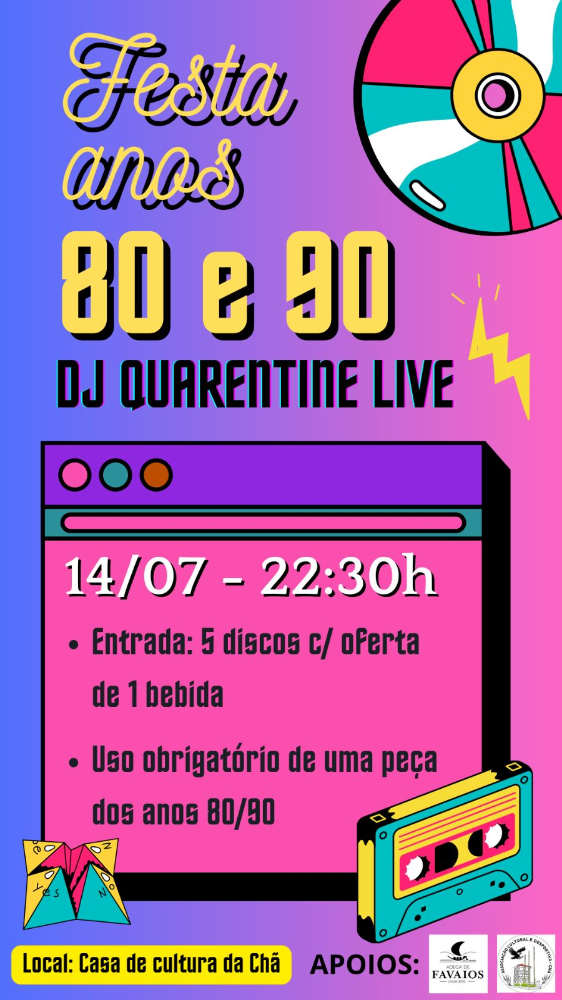 Festa
anos
80 e 90
DJ QUARENTINE LIVE
14/07 - 22:30h
• Entrada: 5 discos c/ oferta
de 1 bebida
• Uso obrigatório de uma peça
dos anos 80/90
yes
No
N
Local: Casa de cultura da Chã
APOIOS:
ADEGA DE
FAVAIOS
DESDE 1952
ASSOCIAÇÃO CULTURAL E DESPORTIVA - CHÃ